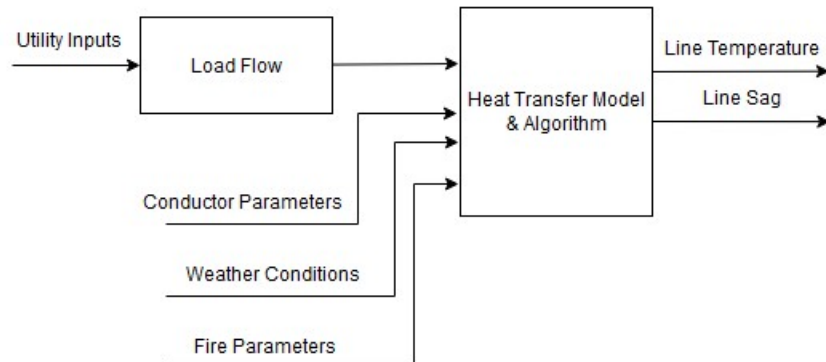 Utility Inputs
Load Flow
Line Temperature
Heat Transfer Model
& Algorithm
Line Sag
Conductor Parameters
Weather Conditions
Fire Parameters